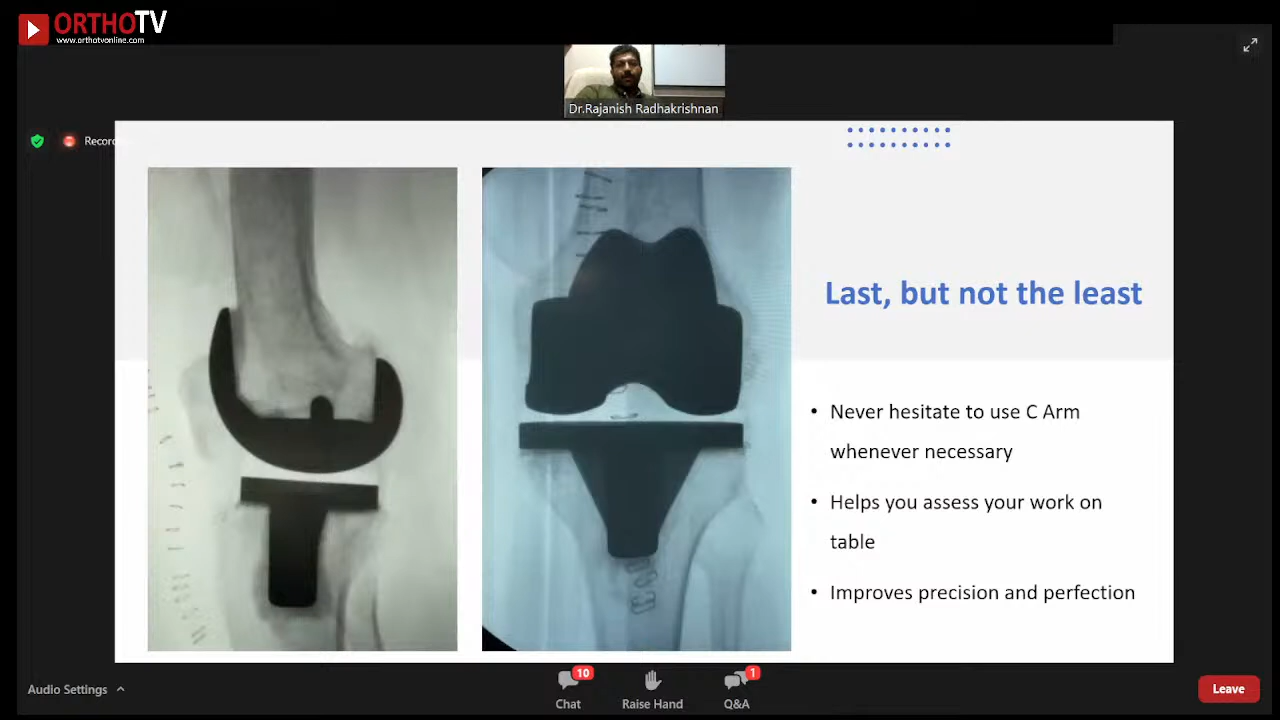 ORTHOTV
www.orthotvonline.com
Dr.Rajanish Radhakrishnan
Recor
Last, but not the least
• Never hesitate to use C Arm
whenever necessary
• Helps you assess your work on
table
• Improves precision and perfection
Audio Settings
10
Chat
Raise Hand
1
Q&A
Leave